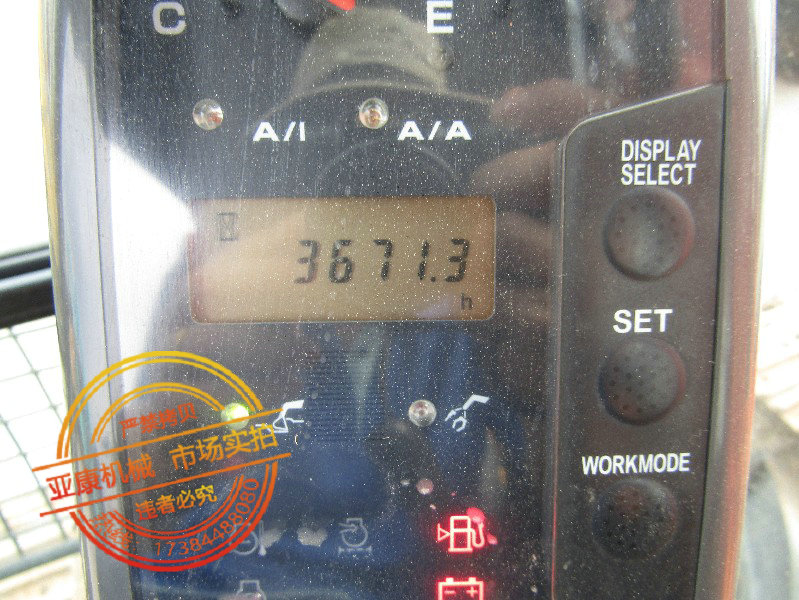 C E
A/I A/A
DISPLAY
SELECT
3671.3
h
SET
WORKMODE
严禁拷贝
亚康机械 市场实拍
违者必究
17384488080